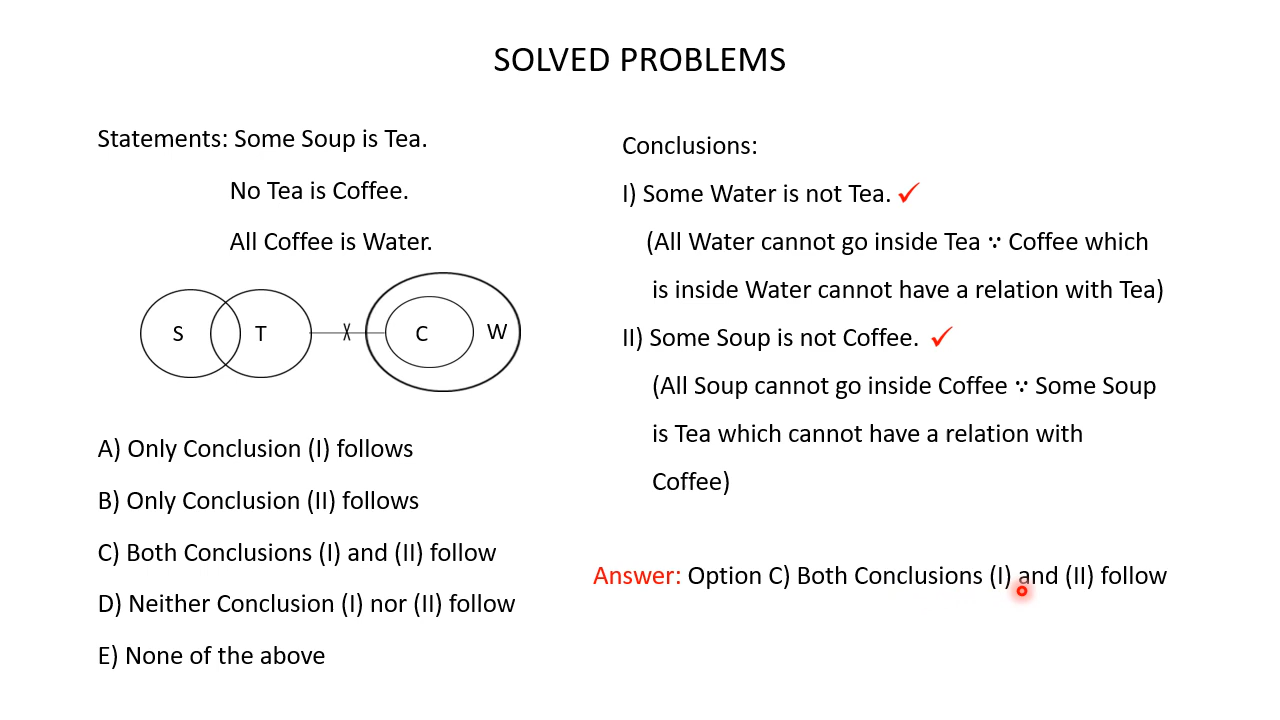 SOLVED PROBLEMS
Statements: Some Soup is Tea.
No Tea is Coffee.
All Coffee is Water.
S T C W
A) Only Conclusion (I) follows
B) Only Conclusion (II) follows
C) Both Conclusions (I) and (II) follow
D) Neither Conclusion (I) nor (II) follow
E) None of the above
Conclusions:
I) Some Water is not Tea. ✓
(All Water cannot go inside Tea ∵ Coffee which
is inside Water cannot have a relation with Tea)
II) Some Soup is not Coffee. ✓
(All Soup cannot go inside Coffee ∵ Some Soup
is Tea which cannot have a relation with
Coffee)
Answer: Option C) Both Conclusions (I) and (II) follow